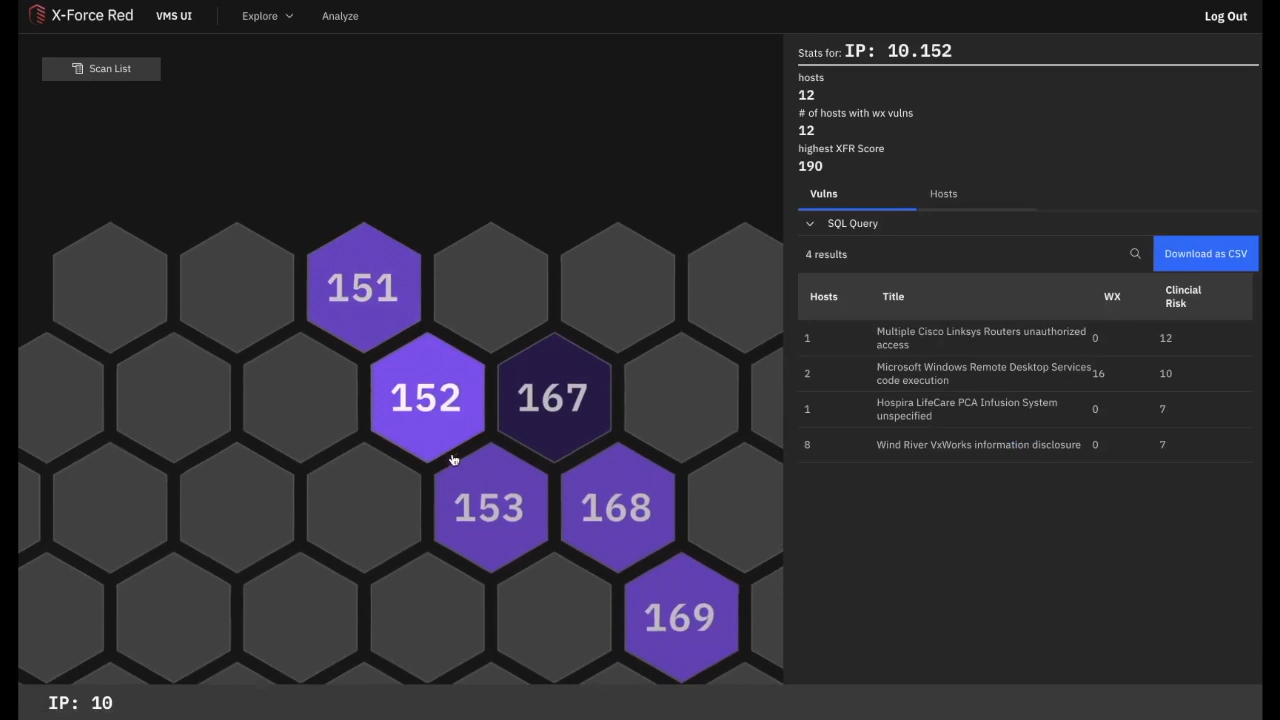 X-Force Red VMS UI Explore Analyze Log Out
Scan List
Stats for: IP: 10.152
hosts
12
# of hosts with wx vulns
12
highest XFR Score
190
Vulns Hosts
SQL Query
4 results Download as CSV
Hosts Title WX Clincial
Risk
1 Multiple Cisco Linksys Routers unauthorized
access 0 12
2 Microsoft Windows Remote Desktop Services
code execution 16 10
1 Hospira LifeCare PCA Infusion System
unspecified 0 7
8 Wind River VxWorks information disclosure 0 7
151
152 167
153 168
169
IP: 10